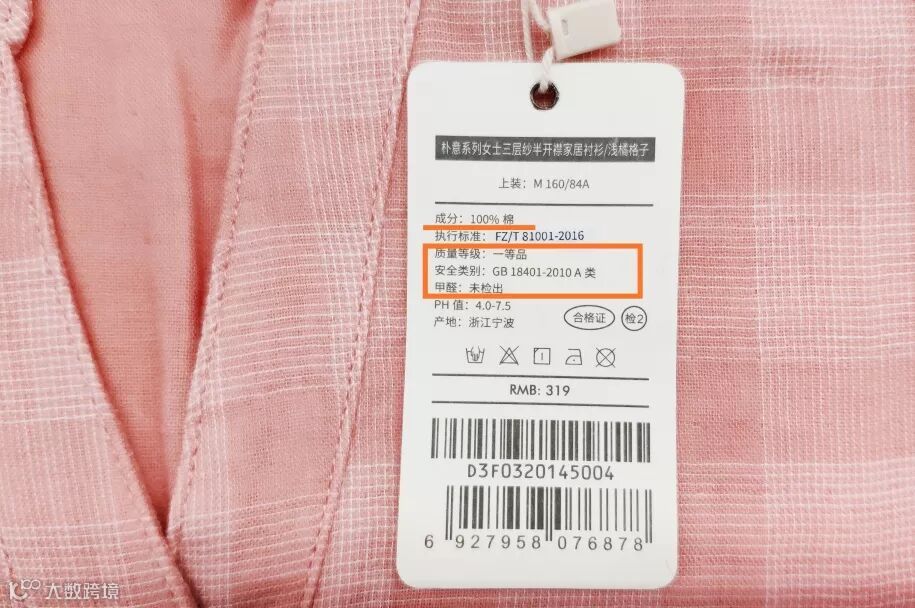 朴意系列女士三层纱半开襟家居衬衫/浅橘格子
上装：M 160/84A
成分：100% 棉
执行标准： FZ/T 81001-2016
质量等级：一等品
安全类别：GB 18401-2010 A 类
甲醛：未检出
PH 值：4.0-7.5
产地：浙江宁波
合格证 检2
RMB: 319
D3F0320145004
6 927958 076878
大数跨境